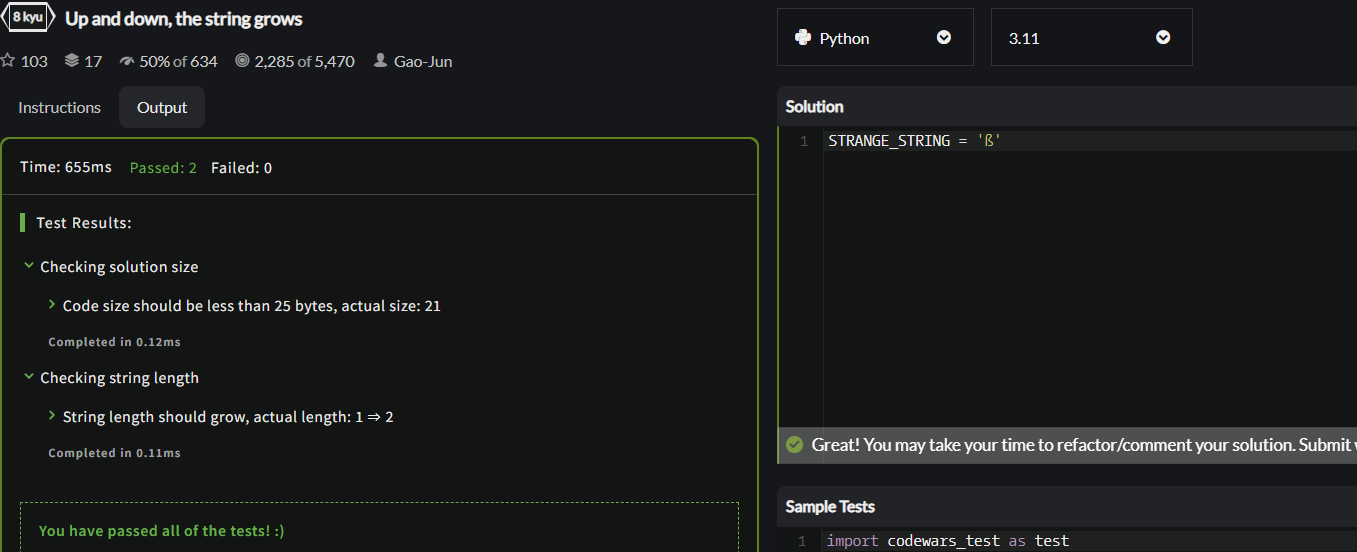 8 kyu Up and down, the string grows
103 17 50% of 634 2,285 of 5,470 Gao-Jun
Instructions Output
Time: 655ms Passed: 2 Failed: 0
Test Results:
Checking solution size
Code size should be less than 25 bytes, actual size: 21
Completed in 0.12ms
Checking string length
String length should grow, actual length: 1 ⇒ 2
Completed in 0.11ms
You have passed all of the tests! :)
Python 3.11
Solution
1 STRANGE_STRING = 'ß'
Great! You may take your time to refactor/comment your solution. Submit
Sample Tests
1 import codewars_test as test